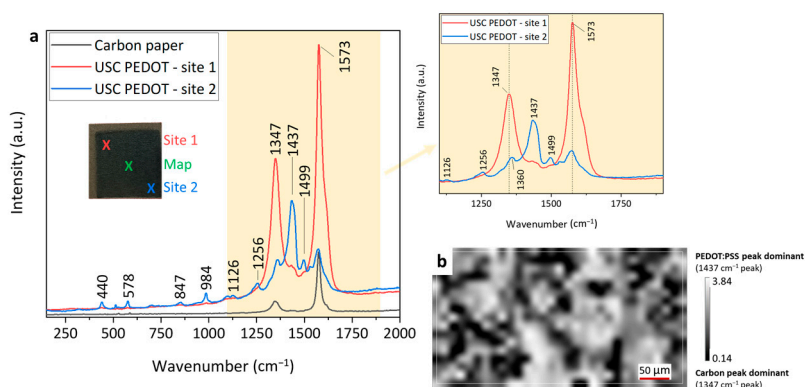 a
Carbon paper
USC PEDOT - site 1
USC PEDOT - site 2
1573
1347
1437
1499
1256
1126
984
847
578
440
X Site 1
X Map
X Site 2
Intensity (a.u.)
250 500 750 1000 1250 1500 1750 2000
Wavenumber (cm⁻¹)
USC PEDOT - site 1
USC PEDOT - site 2
1573
1347
1437
1499
1256
1126
1360
Intensity (a.u.)
1250 1500 1750
Wavenumber (cm⁻¹)
b
50 µm
PEDOT:PSS peak dominant
(1437 cm⁻¹ peak)
3.84
0.14
Carbon peak dominant
(1347 cm⁻¹ peak)